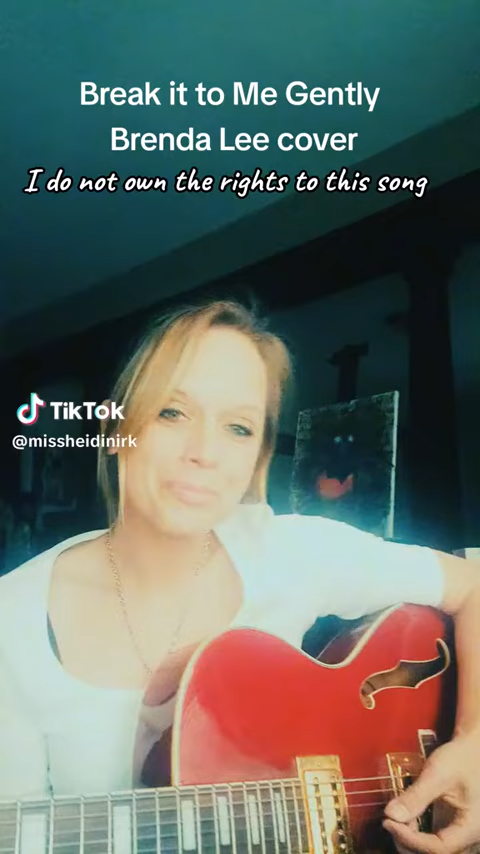 Break it to Me Gently
Brenda Lee cover
I do not own the rights to this song
TikTok
@missheidinirk